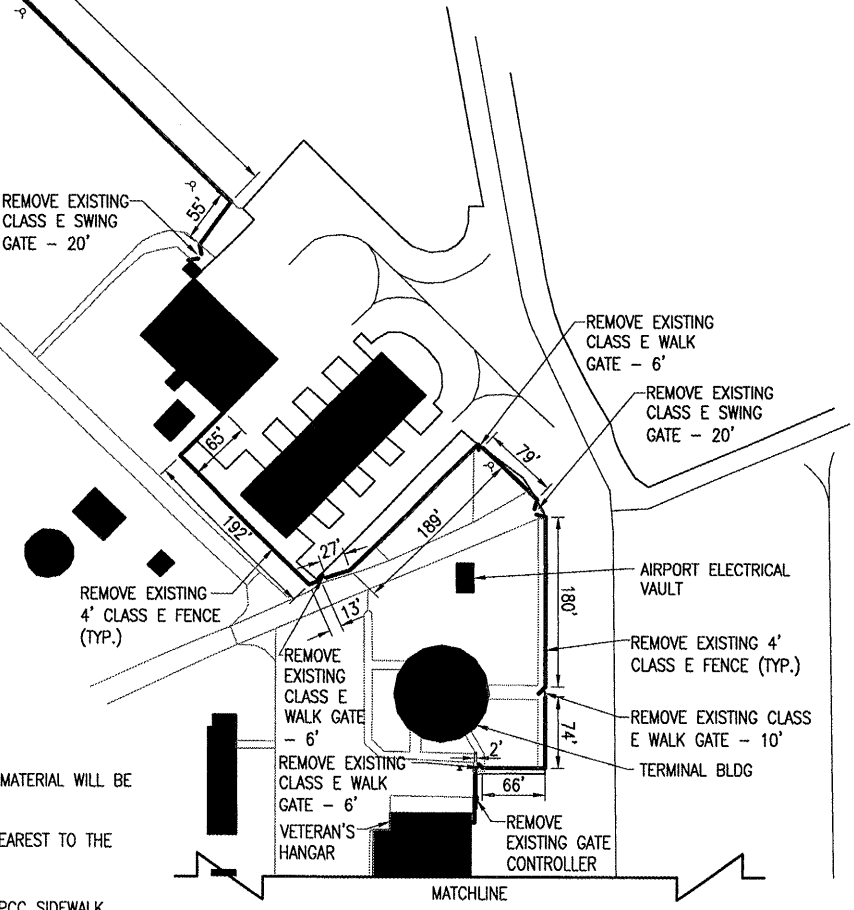 REMOVE EXISTING
CLASS E SWING
GATE - 20'
55'
REMOVE EXISTING
CLASS E WALK
GATE - 6'
REMOVE EXISTING
CLASS E SWING
GATE - 20'
79'
65'
192'
189'
27'
13'
REMOVE EXISTING
4' CLASS E FENCE
(TYP.)
AIRPORT ELECTRICAL
VAULT
180'
REMOVE EXISTING 4'
CLASS E FENCE (TYP.)
REMOVE
EXISTING
CLASS E
WALK GATE
- 6'
REMOVE EXISTING CLASS
E WALK GATE - 10'
74'
2'
TERMINAL BLDG
REMOVE EXISTING
CLASS E WALK
GATE - 6'
66'
MATERIAL WILL BE
EAREST TO THE
VETERAN'S
HANGAR
REMOVE
EXISTING GATE
CONTROLLER
MATCHLINE
PCC SIDEWALK